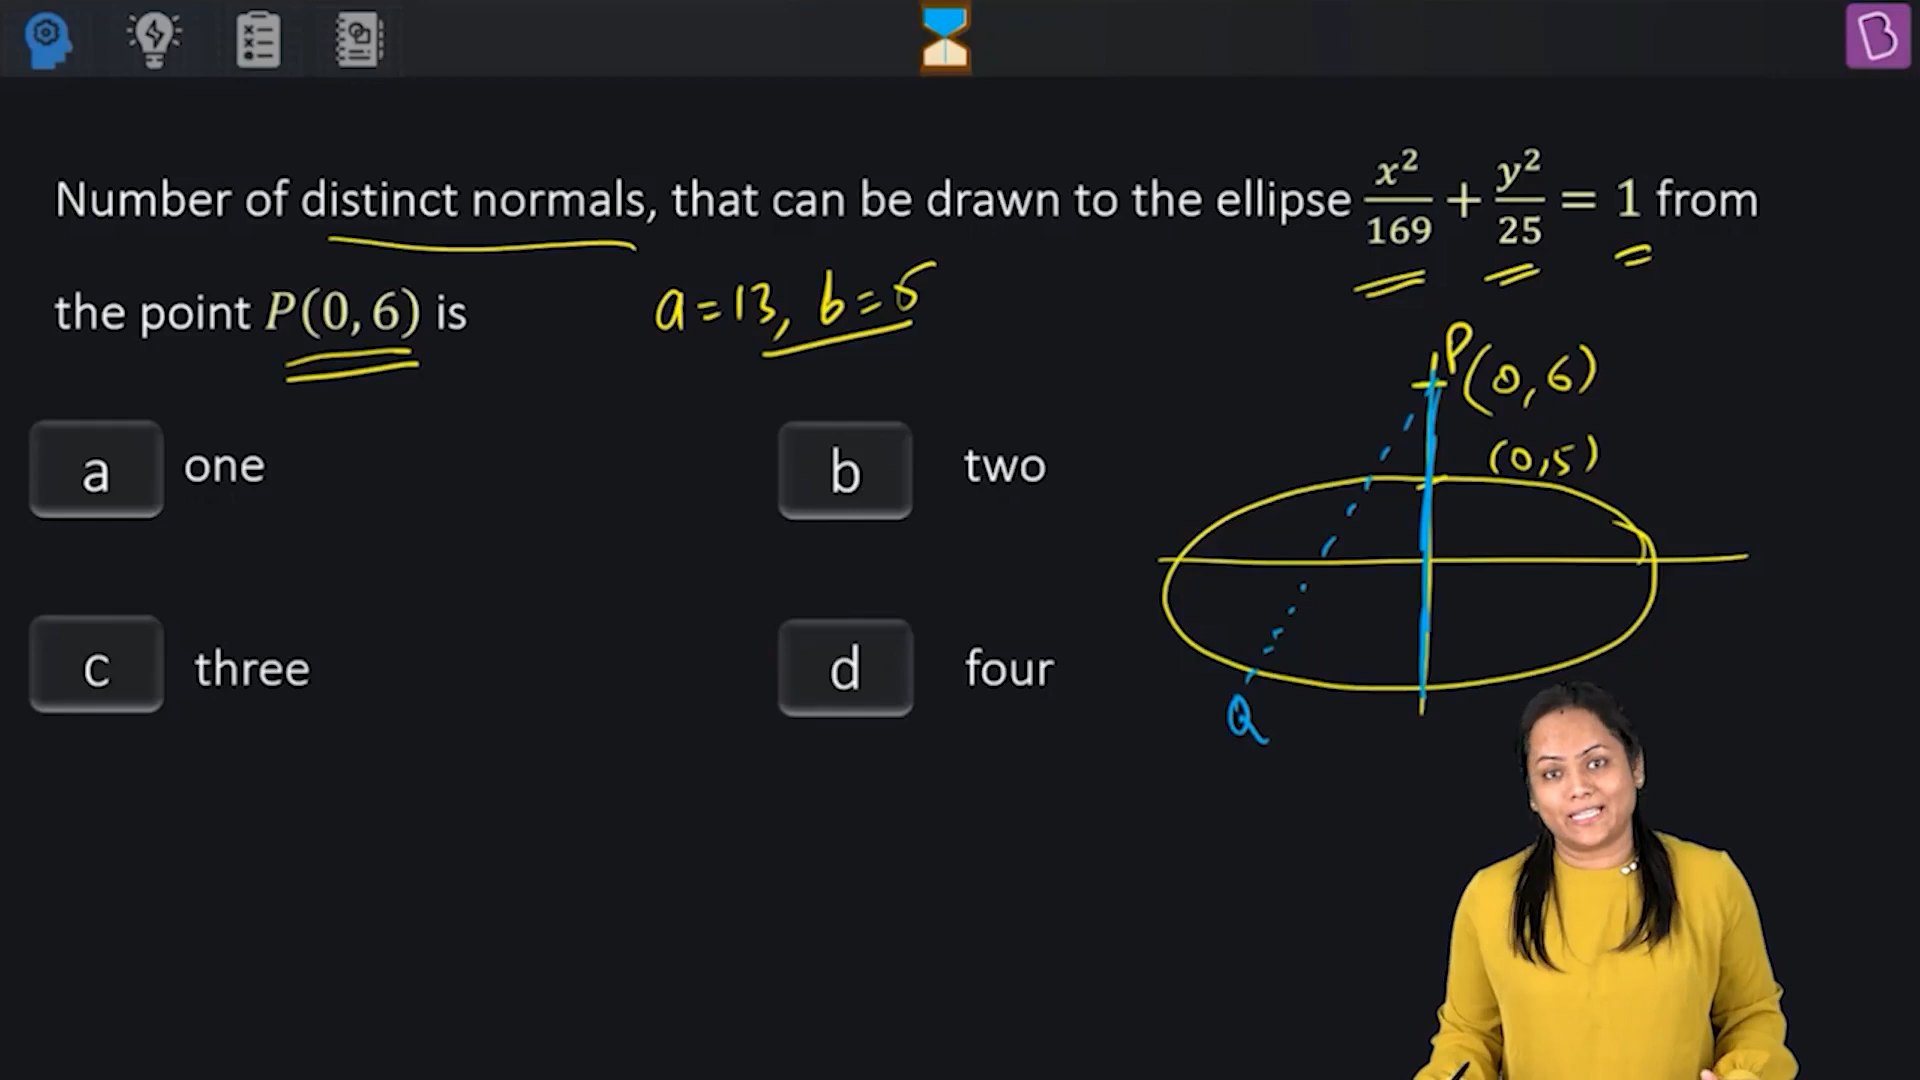 Number of distinct normals, that can be drawn to the ellipse x²/169 + y²/25 = 1 from
the point P(0, 6) is
a = 13, b = 5
P(0, 6)
(0, 5)
a one
b two
c three
d four
Q